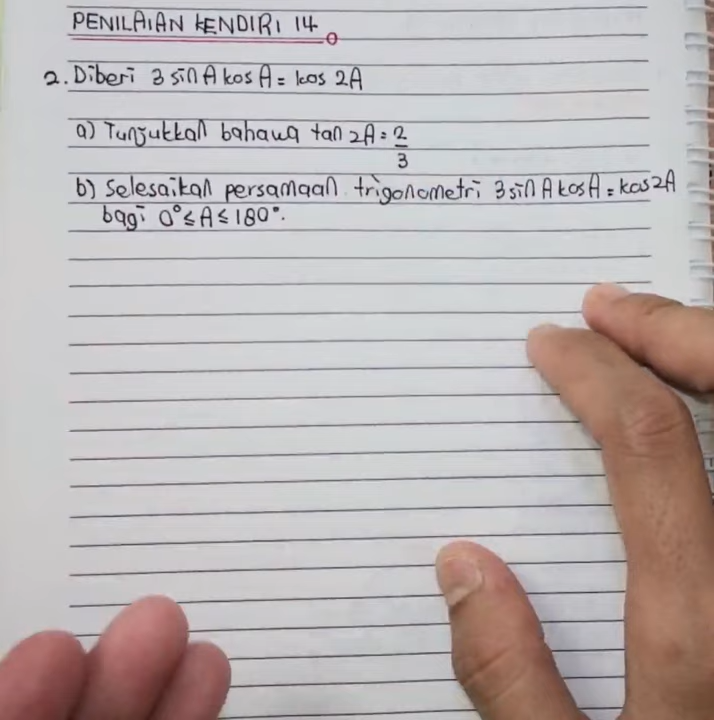 PENILAIAN KENDIRI 14
2. Diberi 3 sin A kos A = kos 2A
a) Tunjukkan bahawa tan 2A = 2/3
b) Selesaikan persamaan trigonometri 3 sin A kos A = kos 2A
bagi 0° ≤ A ≤ 180°.